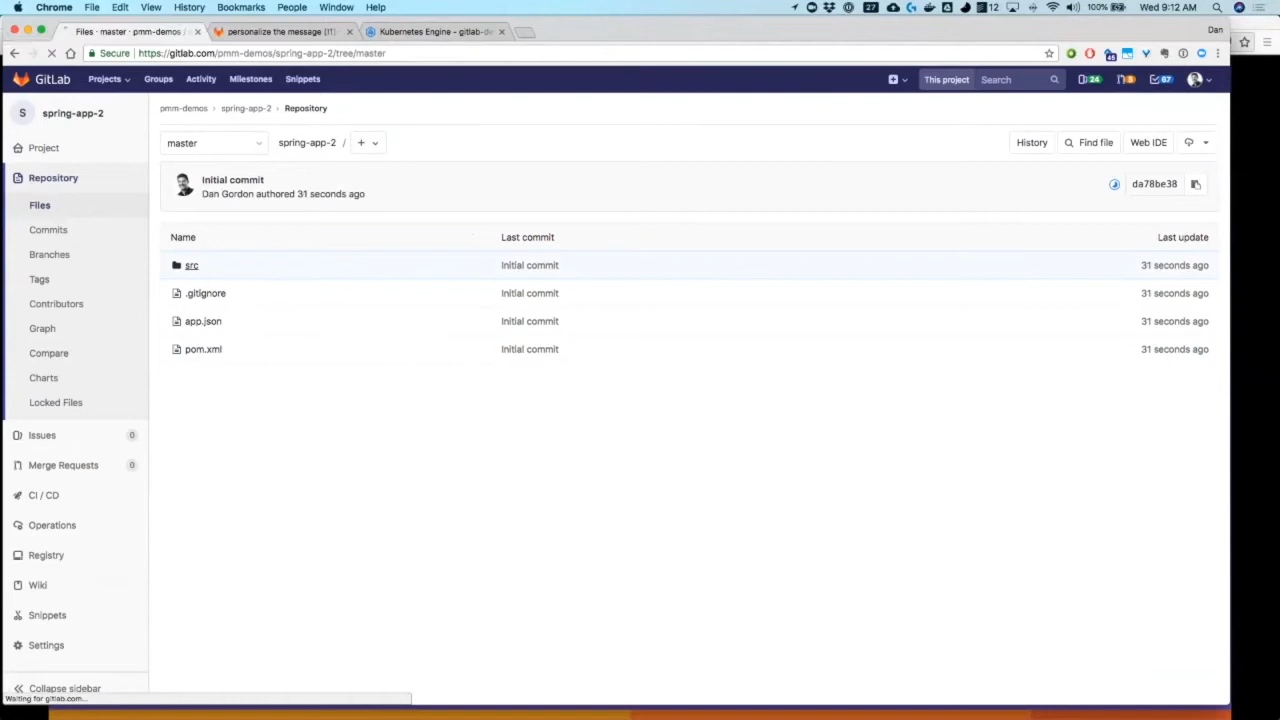 Chrome File Edit View History Bookmarks People Window Help 27 12 100% Wed 9:12 AM
Files · master · pmm-demos / personalize the message (!1) Kubernetes Engine - gitlab-de Dan
Secure https://gitlab.com/pmm-demos/spring-app-2/tree/master 45
GitLab Projects Groups Activity Milestones Snippets This project Search 24 67
S spring-app-2
pmm-demos › spring-app-2 › Repository
Project
Repository
Files
Commits
Branches
Tags
Contributors
Graph
Compare
Charts
Locked Files
Issues 0
Merge Requests 0
CI / CD
Operations
Registry
Wiki
Snippets
Settings
Collapse sidebar
Waiting for gitlab.com...
master spring-app-2 / + History Find file Web IDE
Initial commit
Dan Gordon authored 31 seconds ago da78be38
Name Last commit Last update
src Initial commit 31 seconds ago
.gitignore Initial commit 31 seconds ago
app.json Initial commit 31 seconds ago
pom.xml Initial commit 31 seconds ago